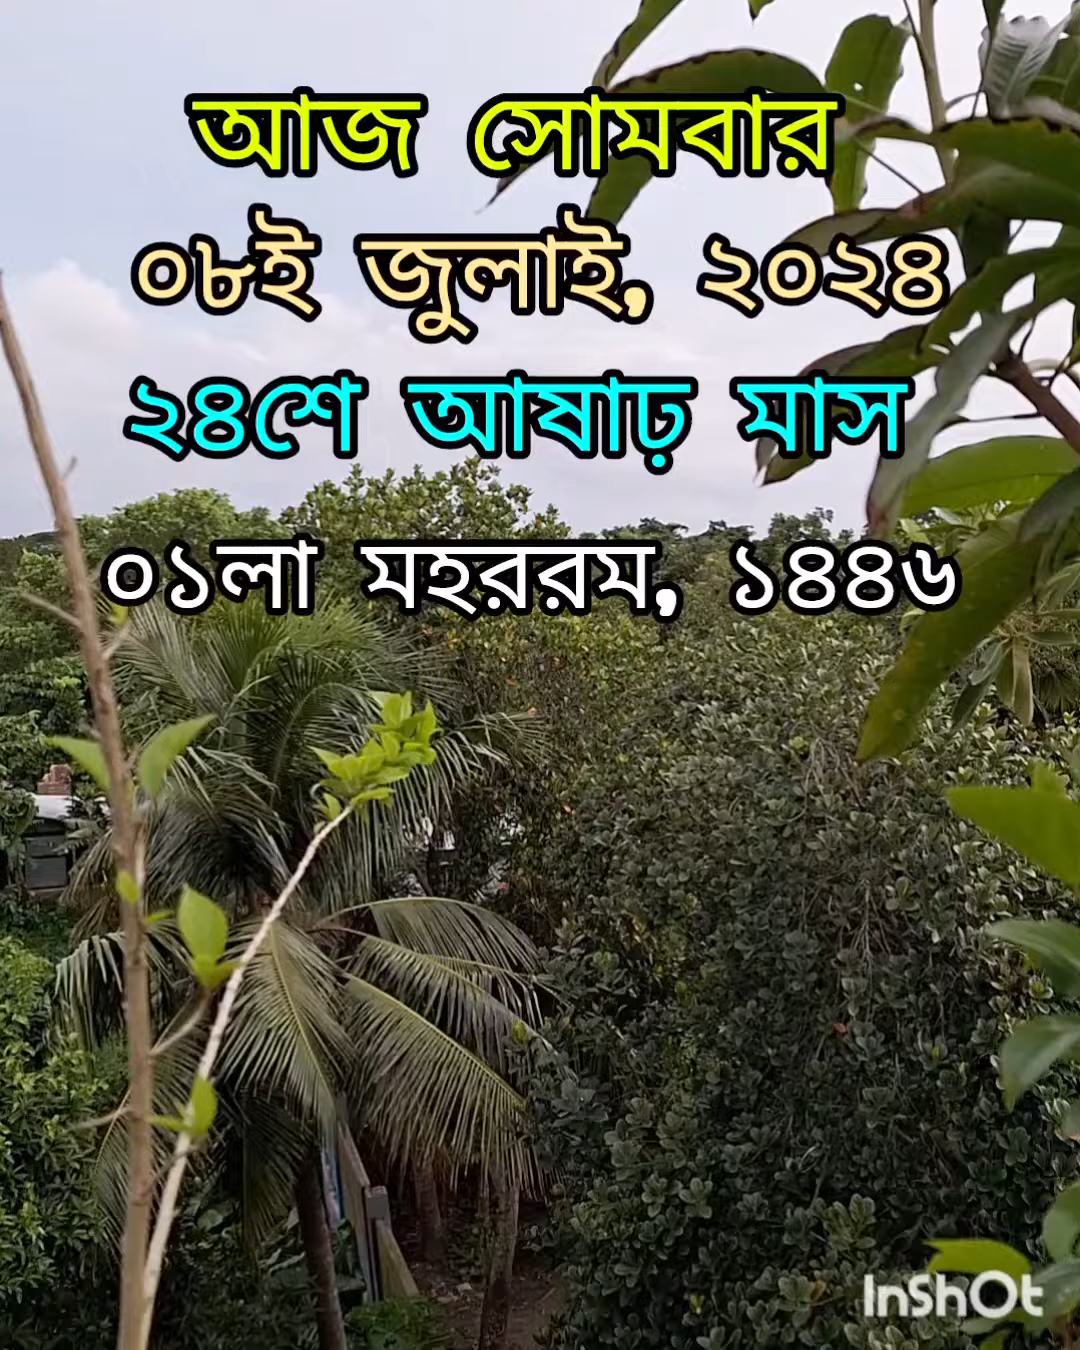 আজ সোমবার
০৮ই জুলাই, ২০২৪
২৪শে আষাঢ় মাস
০১লা মহররম, ১৪৪৬
InShOt